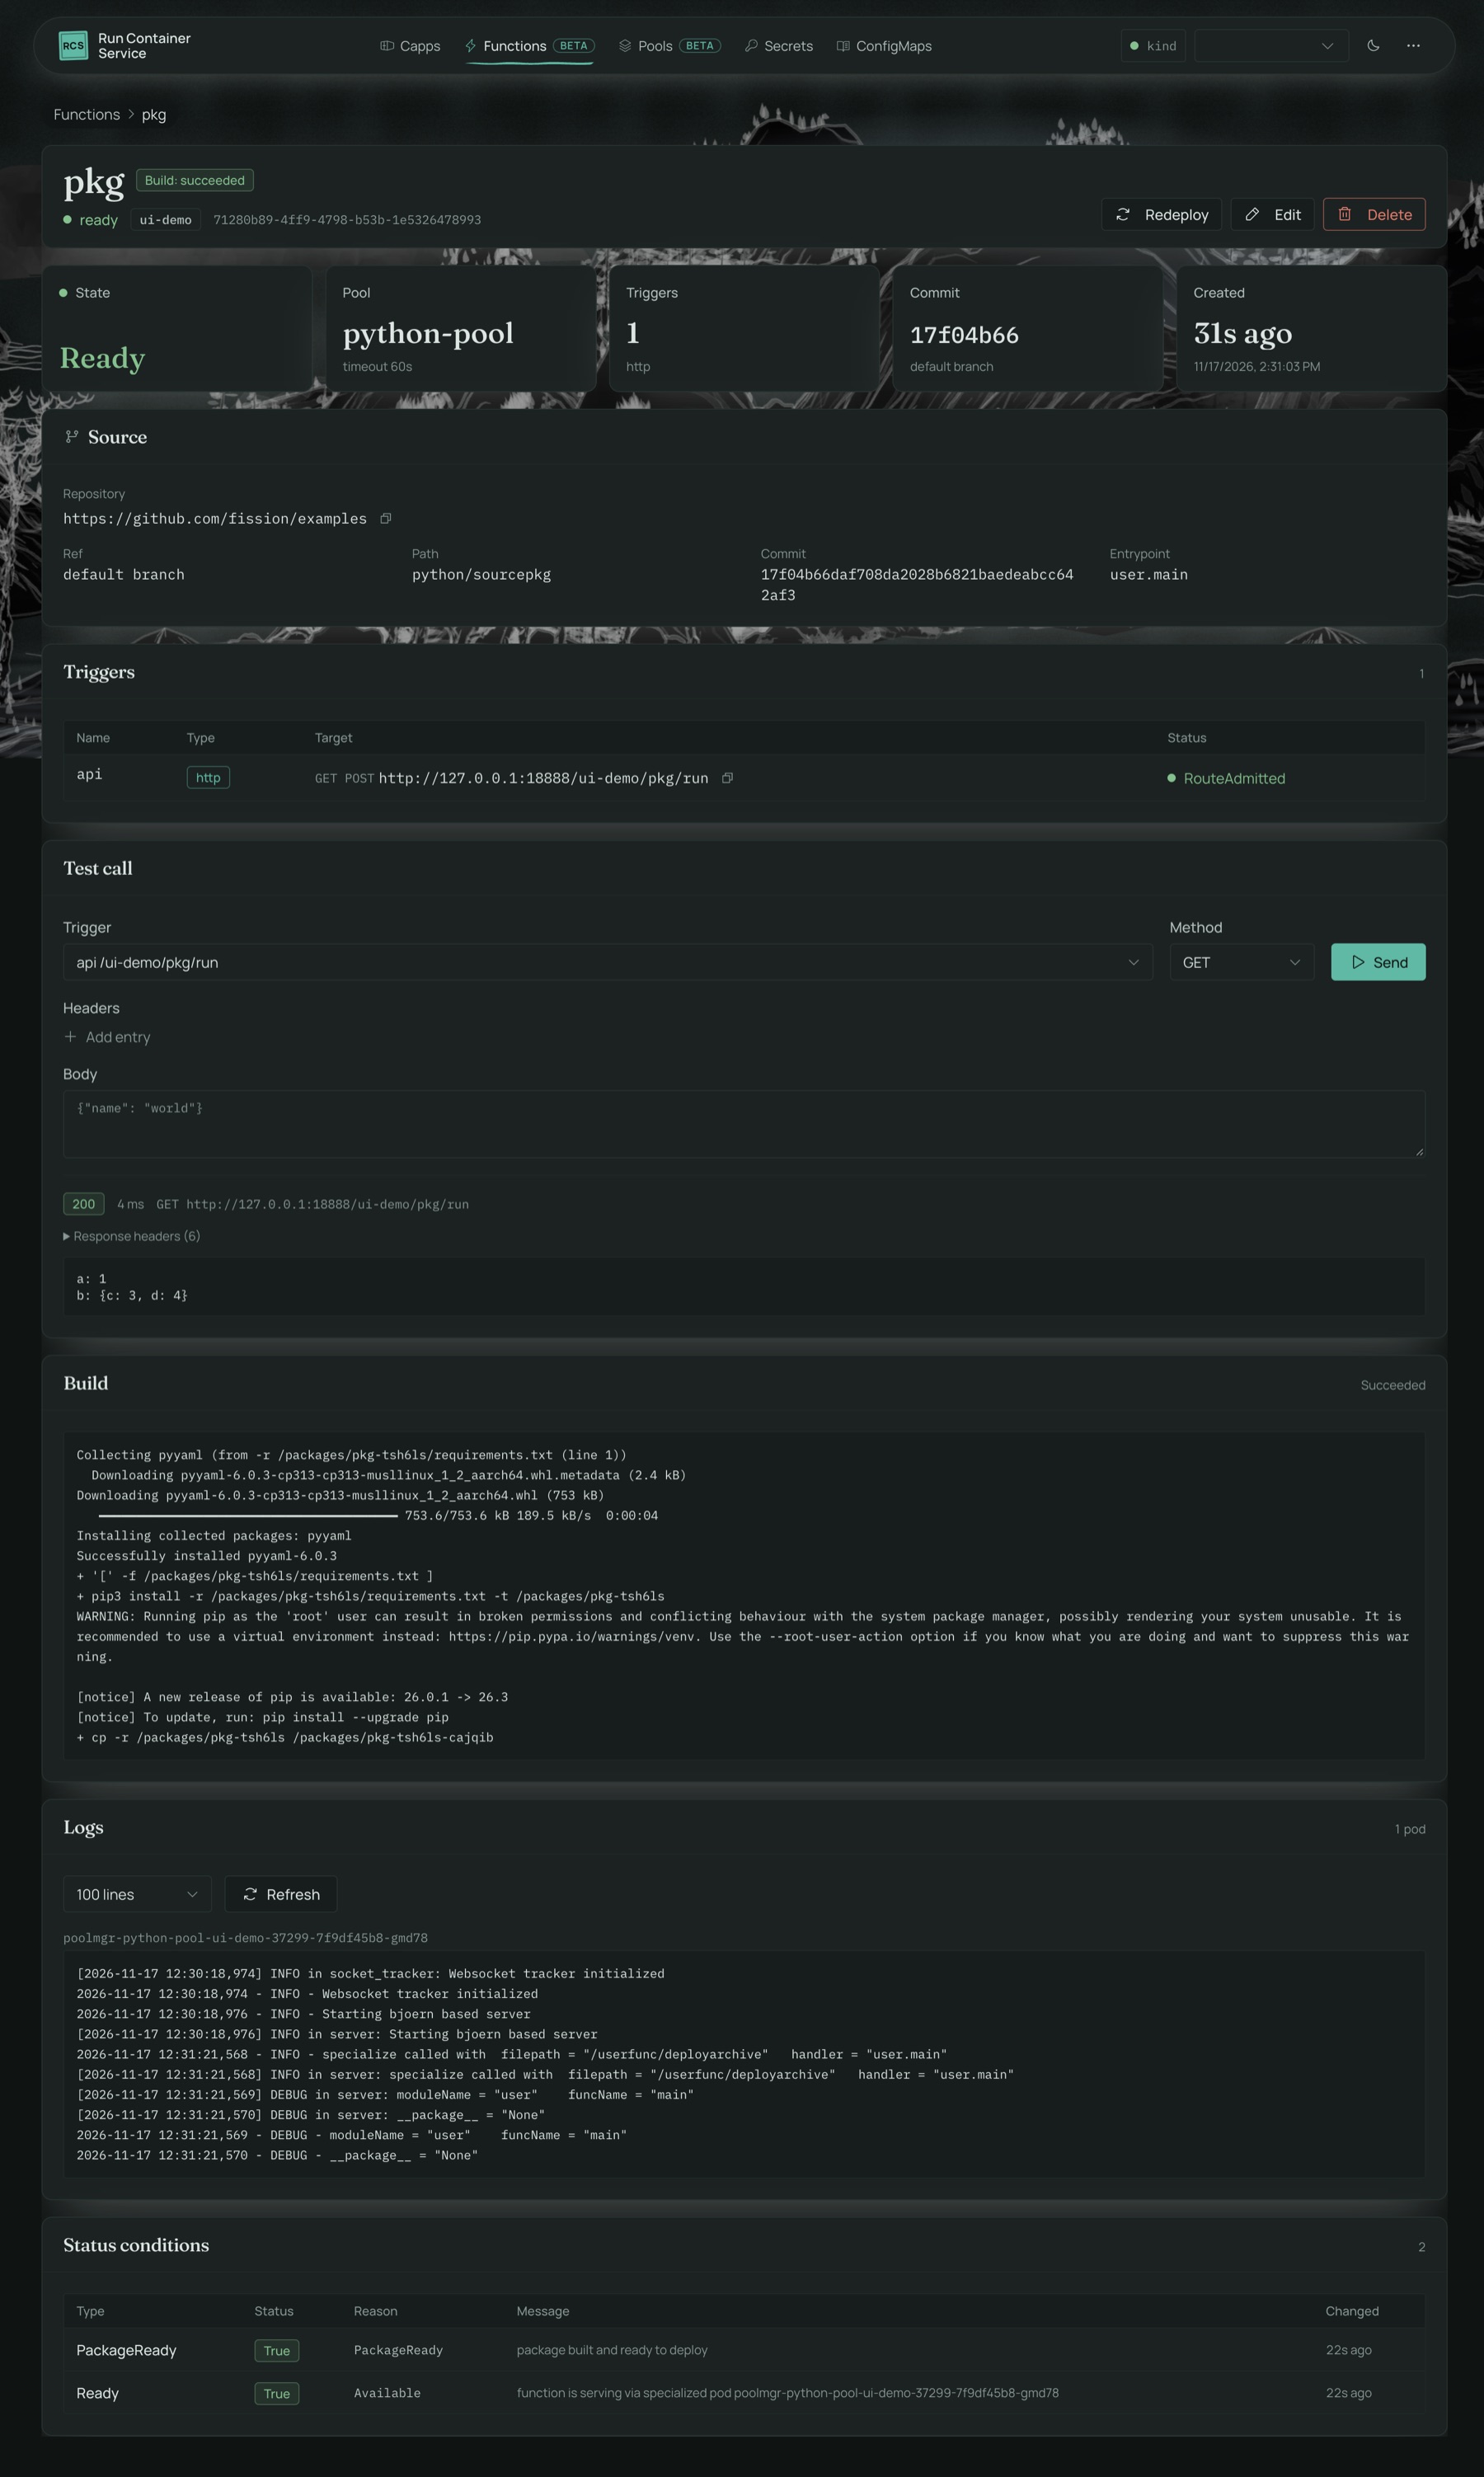 RCS
Run Container
Service
Capps
Functions BETA
Pools BETA
Secrets
ConfigMaps
kind
Functions > pkg
pkg Build: succeeded
ready ui-demo 71280b89-4ff9-4798-b53b-1e5326478993
Redeploy
Edit
Delete
State
Ready
Pool
python-pool
timeout 60s
Triggers
1
http
Commit
17f04b66
default branch
Created
31s ago
11/17/2026, 2:31:03 PM
Source
Repository
https://github.com/fission/examples
Ref
default branch
Path
python/sourcepkg
Commit
17f04b66daf708da2028b6821baedeabcc64
2af3
Entrypoint
user.main
Triggers 1
Name Type Target Status
api http GET POST http://127.0.0.1:18888/ui-demo/pkg/run RouteAdmitted
Test call
Trigger
api /ui-demo/pkg/run
Method
GET
Send
Headers
+ Add entry
Body
{"name": "world"}
200 4 ms GET http://127.0.0.1:18888/ui-demo/pkg/run
Response headers (6)
a: 1
b: {c: 3, d: 4}
Build Succeeded
Collecting pyyaml (from -r /packages/pkg-tsh6ls/requirements.txt (line 1))
Downloading pyyaml-6.0.3-cp313-cp313-musllinux_1_2_aarch64.whl.metadata (2.4 kB)
Downloading pyyaml-6.0.3-cp313-cp313-musllinux_1_2_aarch64.whl (753 kB)
━━━━━━━━━━━━━━━━━━━━━━━━━━━━━━━━━━━━━━━━ 753.6/753.6 kB 189.5 kB/s 0:00:04
Installing collected packages: pyyaml
Successfully installed pyyaml-6.0.3
+ '[' -f /packages/pkg-tsh6ls/requirements.txt ]
+ pip3 install -r /packages/pkg-tsh6ls/requirements.txt -t /packages/pkg-tsh6ls
WARNING: Running pip as the 'root' user can result in broken permissions and conflicting behaviour with the system package manager, possibly rendering your system unusable. It is
recommended to use a virtual environment instead: https://pip.pypa.io/warnings/venv. Use the --root-user-action option if you know what you are doing and want to suppress this war
ning.
[notice] A new release of pip is available: 26.0.1 -> 26.3
[notice] To update, run: pip install --upgrade pip
+ cp -r /packages/pkg-tsh6ls /packages/pkg-tsh6ls-cajqib
Logs 1 pod
100 lines
Refresh
poolmgr-python-pool-ui-demo-37299-7f9df45b8-gmd78
[2026-11-17 12:30:18,974] INFO in socket_tracker: Websocket tracker initialized
2026-11-17 12:30:18,974 - INFO - Websocket tracker initialized
2026-11-17 12:30:18,976 - INFO - Starting bjoern based server
[2026-11-17 12:30:18,976] INFO in server: Starting bjoern based server
2026-11-17 12:31:21,568 - INFO - specialize called with  filepath = "/userfunc/deployarchive"   handler = "user.main"
[2026-11-17 12:31:21,568] INFO in server: specialize called with  filepath = "/userfunc/deployarchive"   handler = "user.main"
[2026-11-17 12:31:21,569] DEBUG in server: moduleName = "user"    funcName = "main"
[2026-11-17 12:31:21,570] DEBUG in server: __package__ = "None"
2026-11-17 12:31:21,569 - DEBUG - moduleName = "user"    funcName = "main"
2026-11-17 12:31:21,570 - DEBUG - __package__ = "None"
Status conditions 2
Type Status Reason Message Changed
PackageReady True PackageReady package built and ready to deploy 22s ago
Ready True Available function is serving via specialized pod poolmgr-python-pool-ui-demo-37299-7f9df45b8-gmd78 22s ago